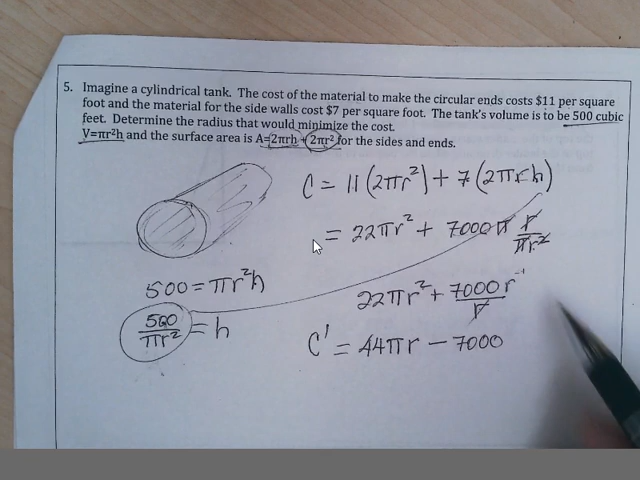 5. Imagine a cylindrical tank. The cost of the material to make the circular ends costs $11 per square
foot and the material for the side walls cost $7 per square foot. The tank's volume is to be 500 cubic
feet. Determine the radius that would minimize the cost.
V=πr²h and the surface area is A=2πrh+2πr² for the sides and ends.
C = 11(2πr²) + 7(2πrh)
= 22πr² + 7000π r/πr²
500 = πr²h
22πr² + 7000 r⁻¹/r
500/πr² = h
C' = 44πr − 7000